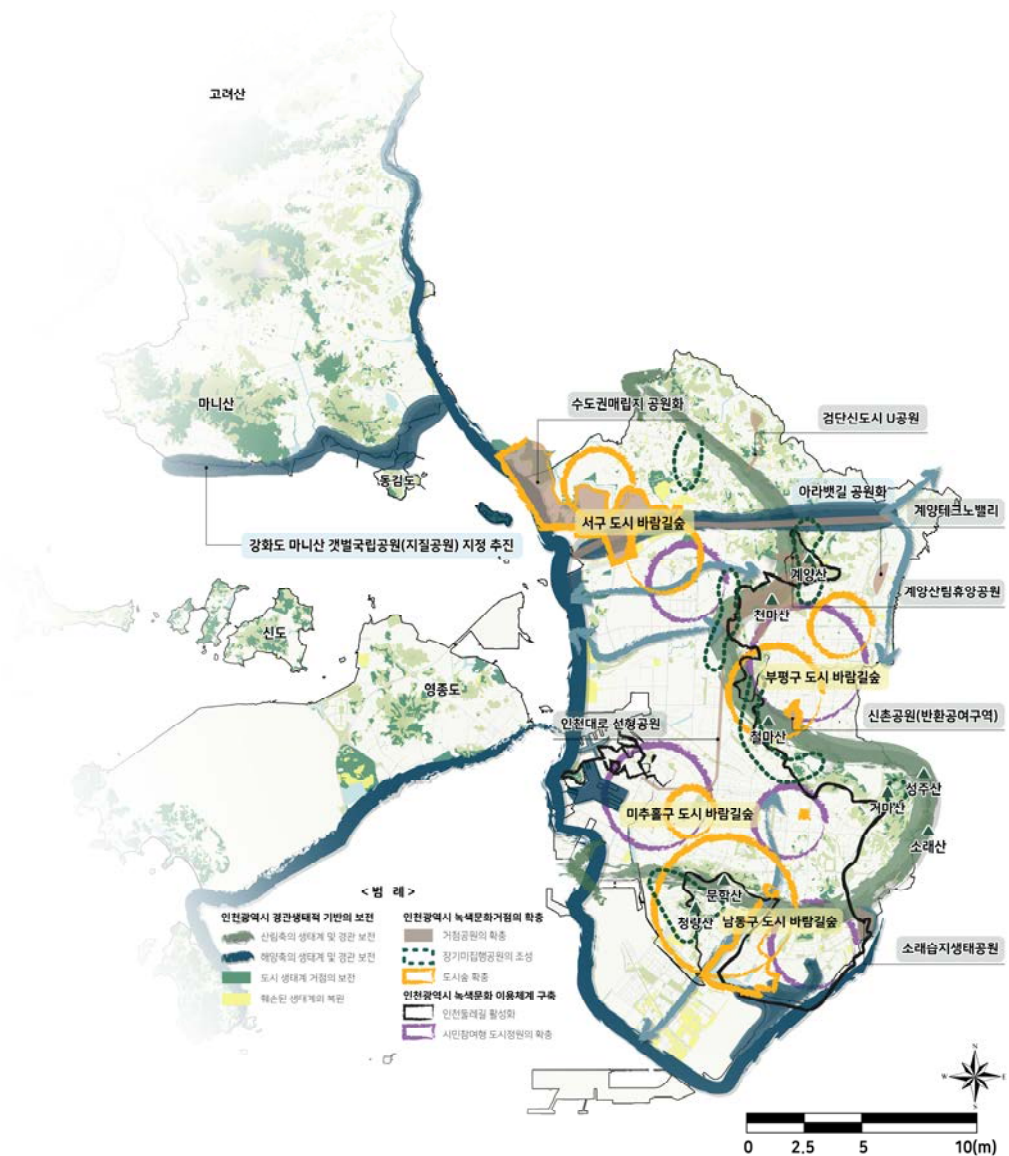 고려산
마니산
수도권매립지 공원화
검단신도시 U공원
동검도
아라뱃길 공원화
계양테크노밸리
서구 도시 바람길숲
강화도 마니산 갯벌국립공원(지질공원) 지정 추진
계양산
계양산림휴양공원
천마산
신도
영종도
부평구 도시 바람길숲
신촌공원(반환공여구역)
인천대로 선형공원
철마산
성주산
거마산
미추홀구 도시 바람길숲
소래산
문학산
청량산
남동구 도시 바람길숲
소래습지생태공원
< 범 례 >
인천광역시 경관생태적 기반의 보전
산림축의 생태계 및 경관 보전
해양축의 생태계 및 경관 보전
도시 생태계 거점의 보전
훼손된 생태계의 복원
인천광역시 녹색문화거점의 확충
거점공원의 확충
장기미집행공원의 조성
도시숲 확충
인천광역시 녹색문화 이용체계 구축
인천둘레길 활성화
시민참여형 도시정원의 확충
N
W E
S
0 2.5 5 10(m)